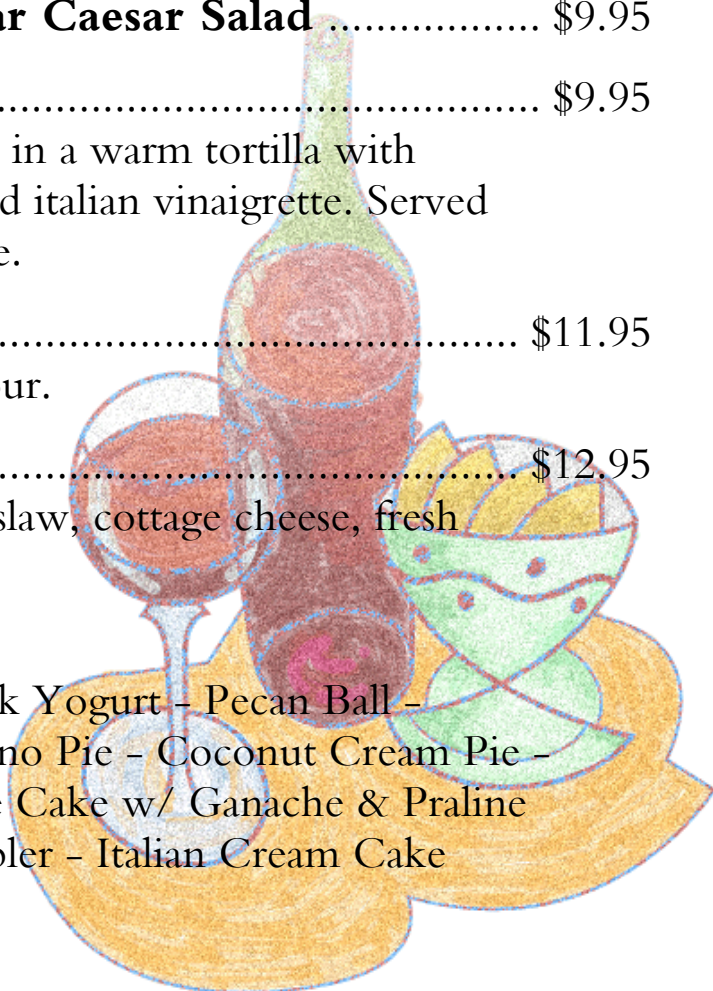 ar Caesar Salad ................. $9.95
............................................. $9.95
in a warm tortilla with
d italian vinaigrette. Served
e.
........................................... $11.95
ur.
........................................... $12.95
slaw, cottage cheese, fresh
k Yogurt - Pecan Ball -
no Pie - Coconut Cream Pie -
e Cake w/ Ganache & Praline
ler - Italian Cream Cake